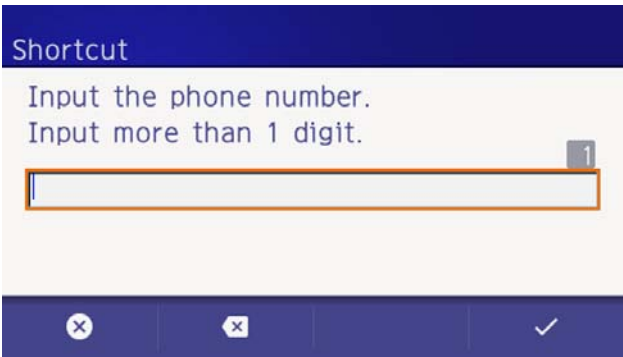 Shortcut
Input the phone number.
Input more than 1 digit.
1